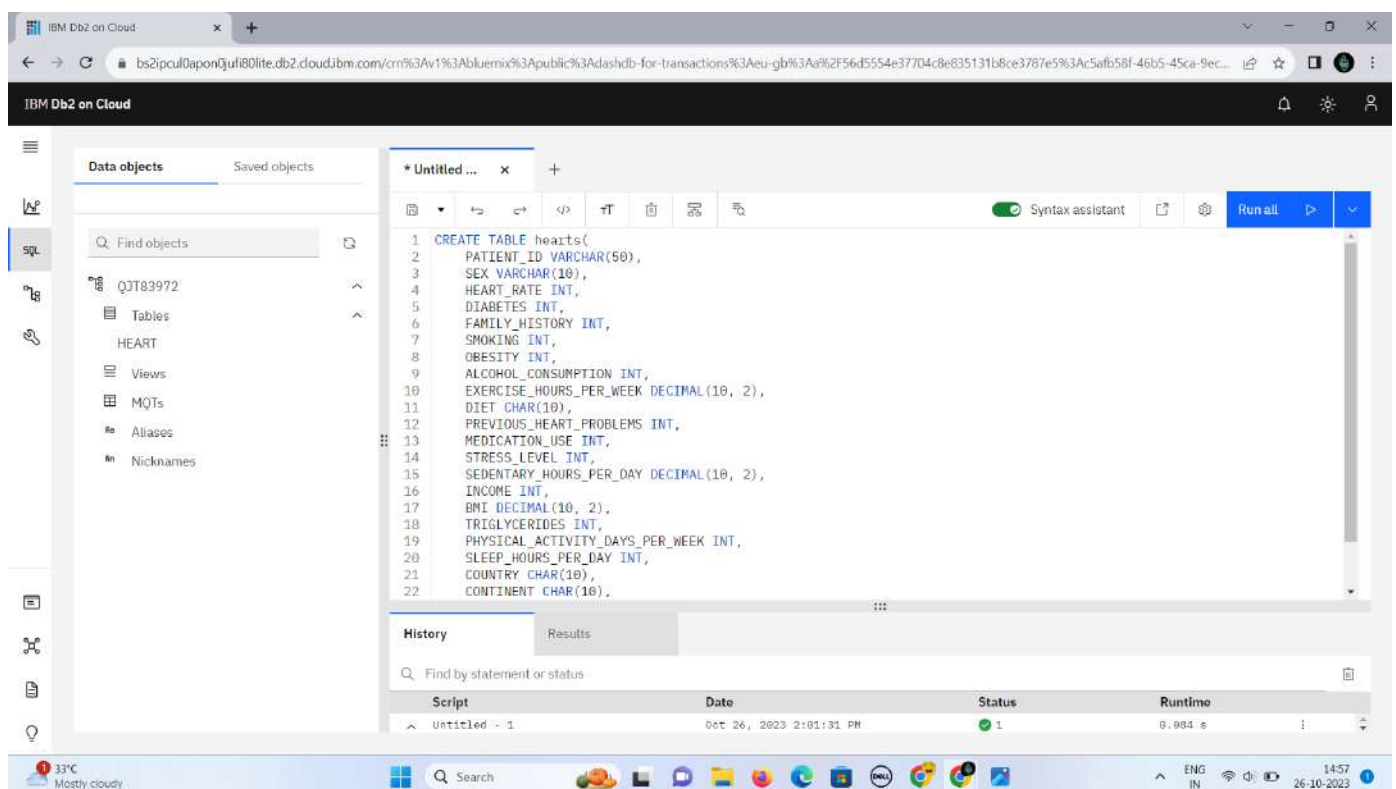 IBM Db2 on Cloud
bs2ipcul0apon0jufi80lite.db2.cloud.ibm.com/crn%3Av1%3Abluemix%3Apublic%3Adashdb-for-transactions%3Aeu-gb%3Aa%2F56d5554e37704c8e835131b8ce3787e5%3Ac5afb58f-46b5-45ca-9ec...
IBM Db2 on Cloud
Data objects
Saved objects
* Untitled ...
SQL
Syntax assistant
Run all
Find objects
QJT83972
Tables
HEART
Views
MQTs
Aliases
Nicknames
1 CREATE TABLE hearts(
2 PATIENT_ID VARCHAR(50),
3 SEX VARCHAR(10),
4 HEART_RATE INT,
5 DIABETES INT,
6 FAMILY_HISTORY INT,
7 SMOKING INT,
8 OBESITY INT,
9 ALCOHOL_CONSUMPTION INT,
10 EXERCISE_HOURS_PER_WEEK DECIMAL(10, 2),
11 DIET CHAR(10),
12 PREVIOUS_HEART_PROBLEMS INT,
13 MEDICATION_USE INT,
14 STRESS_LEVEL INT,
15 SEDENTARY_HOURS_PER_DAY DECIMAL(10, 2),
16 INCOME INT,
17 BMI DECIMAL(10, 2),
18 TRIGLYCERIDES INT,
19 PHYSICAL_ACTIVITY_DAYS_PER_WEEK INT,
20 SLEEP_HOURS_PER_DAY INT,
21 COUNTRY CHAR(10),
22 CONTINENT CHAR(10),
History
Results
Find by statement or status
Script Date Status Runtime
Untitled - 1 Oct 26, 2023 2:01:31 PM 1 0.084 s
1
33°C
Mostly cloudy
Search
DELL
ENG
IN
14:57
26-10-2023
1